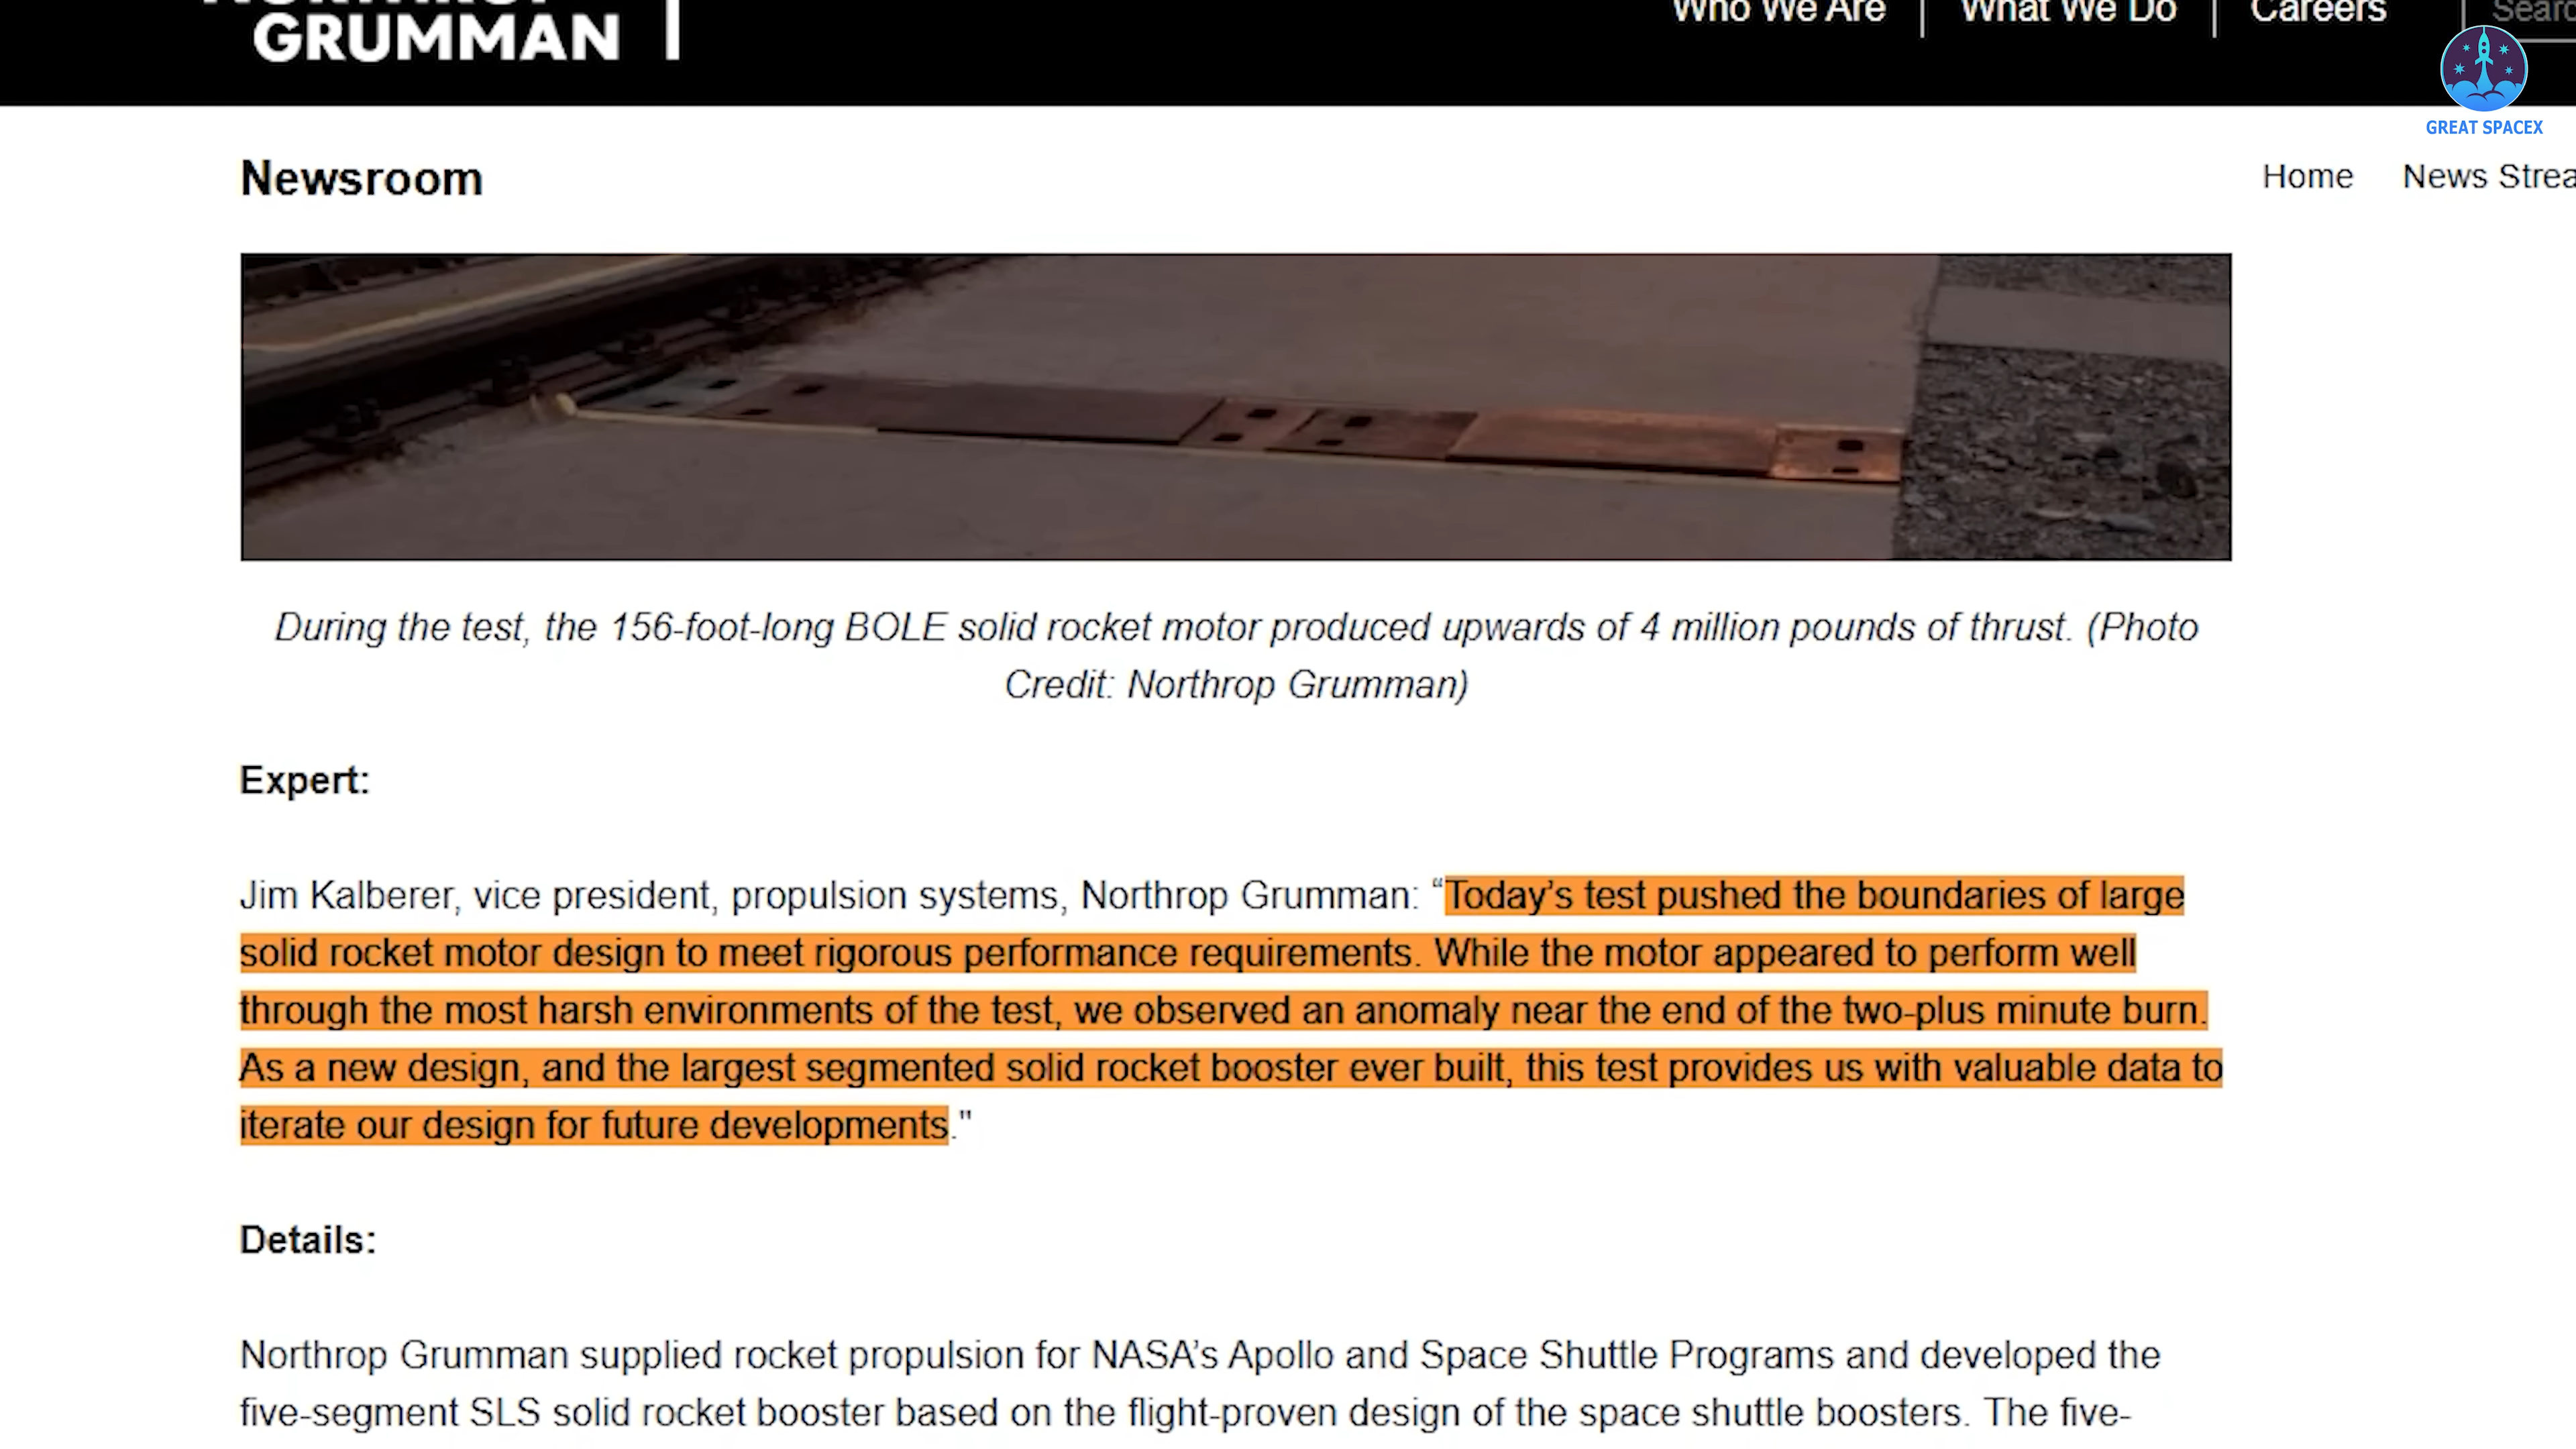 GRUMMAN
Who We Are
What We Do
Careers
GREAT SPACEX
Newsroom
Home
News
During the test, the 156-foot-long BOLE solid rocket motor produced upwards of 4 million pounds of thrust. (Photo
Credit: Northrop Grumman)
Expert:
Jim Kalberer, vice president, propulsion systems, Northrop Grumman: “Today’s test pushed the boundaries of large
solid rocket motor design to meet rigorous performance requirements. While the motor appeared to perform well
through the most harsh environments of the test, we observed an anomaly near the end of the two-plus minute burn.
As a new design, and the largest segmented solid rocket booster ever built, this test provides us with valuable data to
iterate our design for future developments."
Details:
Northrop Grumman supplied rocket propulsion for NASA’s Apollo and Space Shuttle Programs and developed the
five-segment SLS solid rocket booster based on the flight-proven design of the space shuttle boosters. The five-